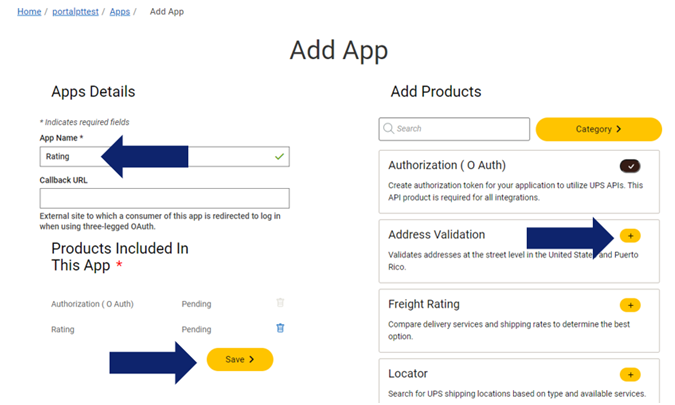 Home / portalpttest / Apps / Add App
Add App
Apps Details
* Indicates required fields
App Name *
Rating
Callback URL
External site to which a consumer of this app is redirected to log in
when using three-legged OAuth.
Products Included In
This App *
Authorization ( O Auth) Pending
Rating Pending
Save
Add Products
Search
Category
Authorization ( O Auth)
Create authorization token for your application to utilize UPS APIs. This
API product is required for all integrations.
Address Validation
Validates addresses at the street level in the United States and Puerto
Rico.
Freight Rating
Compare delivery services and shipping rates to determine the best
option.
Locator
Search for UPS shipping locations based on type and available services.